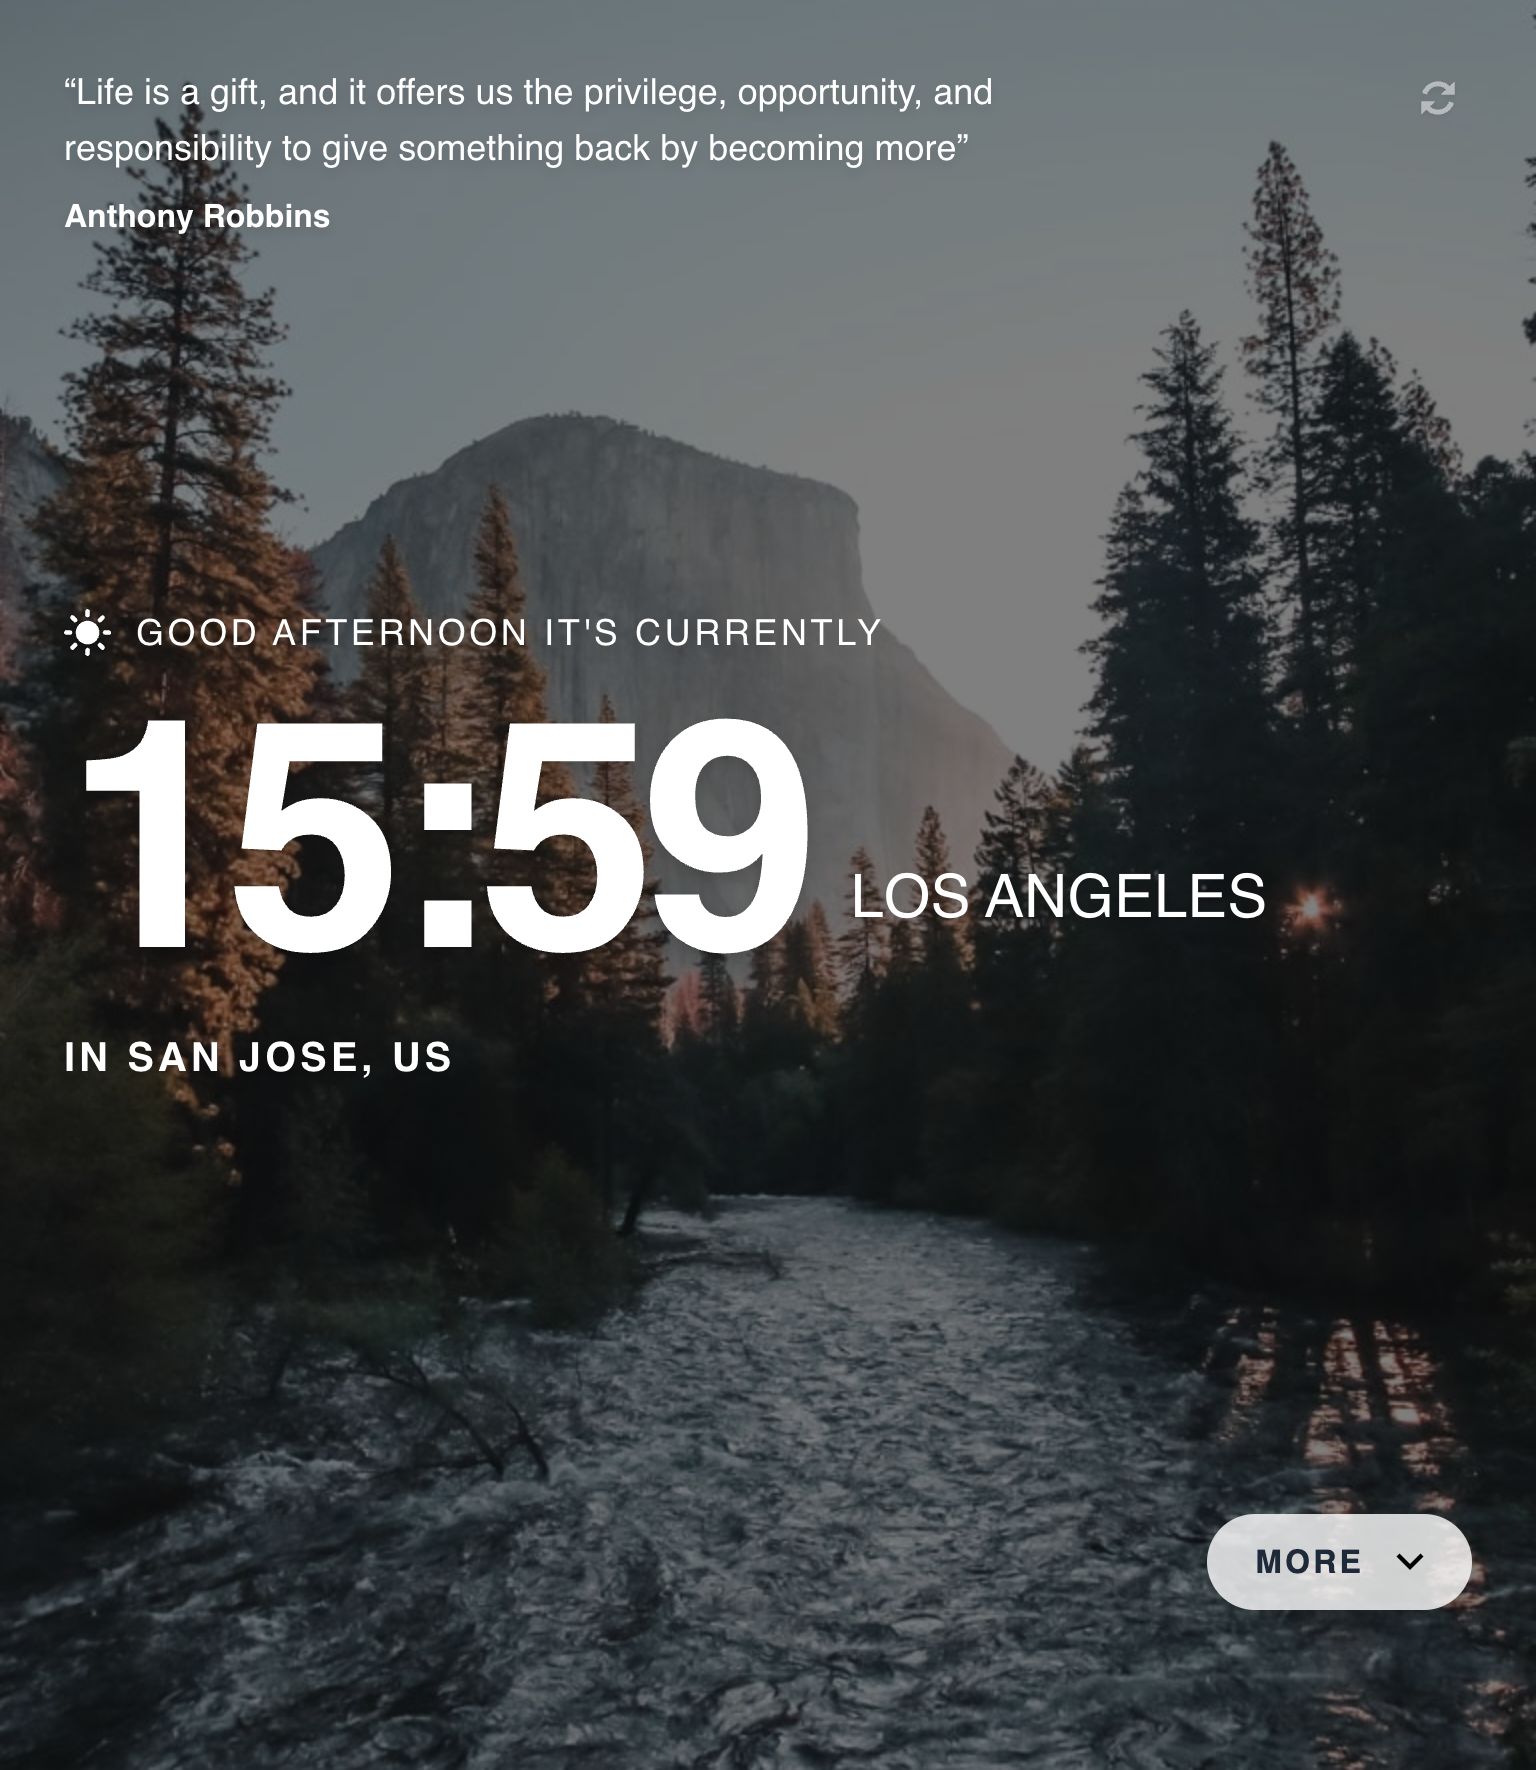 “Life is a gift, and it offers us the privilege, opportunity, and
responsibility to give something back by becoming more”
Anthony Robbins
GOOD AFTERNOON IT'S CURRENTLY
15:59 LOS ANGELES
IN SAN JOSE, US
MORE